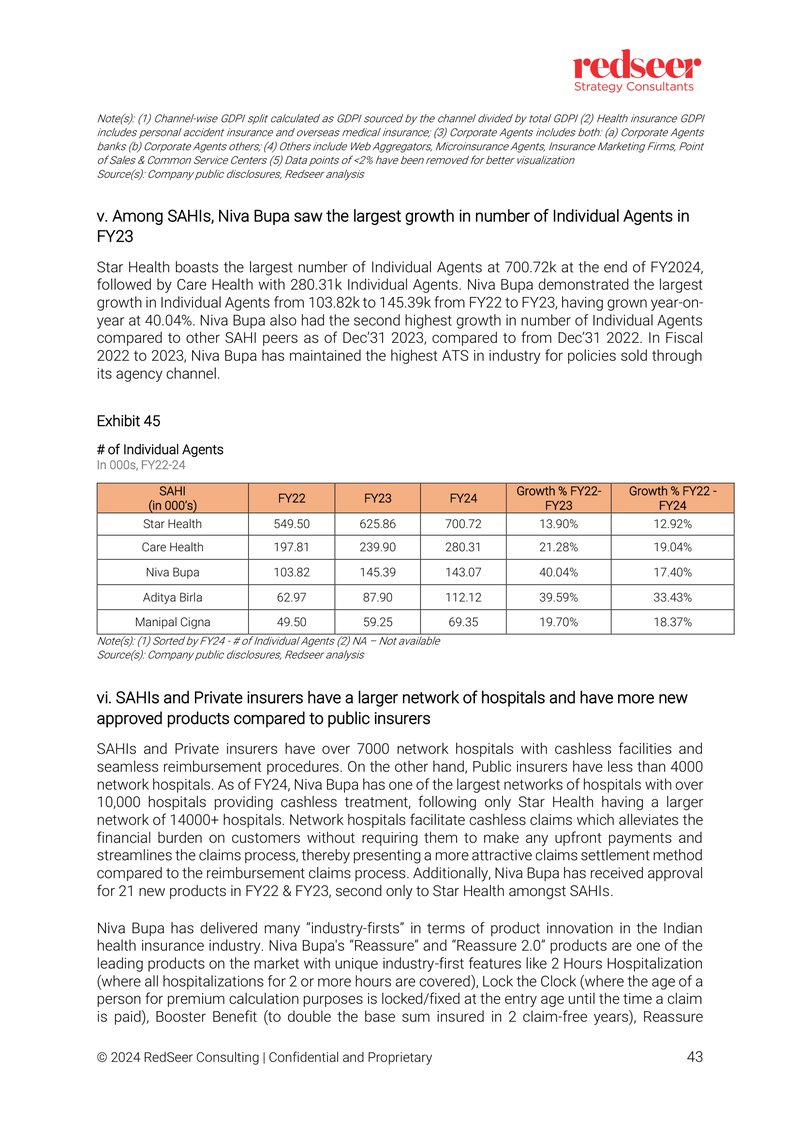 redseer
Strategy Consultants
Note(s): (1) Channel-wise GDPI split calculated as GDPI sourced by the channel divided by total GDPI (2) Health insurance GDPI
includes personal accident insurance and overseas medical insurance; (3) Corporate Agents includes both: (a) Corporate Agents
banks (b) Corporate Agents others; (4) Others include Web Aggregators, Microinsurance Agents, Insurance Marketing Firms, Point
of Sales & Common Service Centers (5) Data points of <2% have been removed for better visualization
Source(s): Company public disclosures, Redseer analysis
v. Among SAHIs, Niva Bupa saw the largest growth in number of Individual Agents in
FY23
Star Health boasts the largest number of Individual Agents at 700.72k at the end of FY2024,
followed by Care Health with 280.31k Individual Agents. Niva Bupa demonstrated the largest
growth in Individual Agents from 103.82k to 145.39k from FY22 to FY23, having grown year-on-
year at 40.04%. Niva Bupa also had the second highest growth in number of Individual Agents
compared to other SAHI peers as of Dec'31 2023, compared to from Dec'31 2022. In Fiscal
2022 to 2023, Niva Bupa has maintained the highest ATS in industry for policies sold through
its agency channel.
Exhibit 45
# of Individual Agents
In 000s, FY22-24
SAHI (in 000's) FY22 FY23 FY24 Growth % FY22-FY23 Growth % FY22 - FY24
Star Health 549.50 625.86 700.72 13.90% 12.92%
Care Health 197.81 239.90 280.31 21.28% 19.04%
Niva Bupa 103.82 145.39 143.07 40.04% 17.40%
Aditya Birla 62.97 87.90 112.12 39.59% 33.43%
Manipal Cigna 49.50 59.25 69.35 19.70% 18.37%
Note(s): (1) Sorted by FY24 - # of Individual Agents (2) NA – Not available
Source(s): Company public disclosures, Redseer analysis
vi. SAHIs and Private insurers have a larger network of hospitals and have more new
approved products compared to public insurers
SAHIs and Private insurers have over 7000 network hospitals with cashless facilities and
seamless reimbursement procedures. On the other hand, Public insurers have less than 4000
network hospitals. As of FY24, Niva Bupa has one of the largest networks of hospitals with over
10,000 hospitals providing cashless treatment, following only Star Health having a larger
network of 14000+ hospitals. Network hospitals facilitate cashless claims which alleviates the
financial burden on customers without requiring them to make any upfront payments and
streamlines the claims process, thereby presenting a more attractive claims settlement method
compared to the reimbursement claims process. Additionally, Niva Bupa has received approval
for 21 new products in FY22 & FY23, second only to Star Health amongst SAHIs.
Niva Bupa has delivered many “industry-firsts” in terms of product innovation in the Indian
health insurance industry. Niva Bupa's “Reassure” and “Reassure 2.0” products are one of the
leading products on the market with unique industry-first features like 2 Hours Hospitalization
(where all hospitalizations for 2 or more hours are covered), Lock the Clock (where the age of a
person for premium calculation purposes is locked/fixed at the entry age until the time a claim
is paid), Booster Benefit (to double the base sum insured in 2 claim-free years), Reassure
© 2024 RedSeer Consulting | Confidential and Proprietary
43